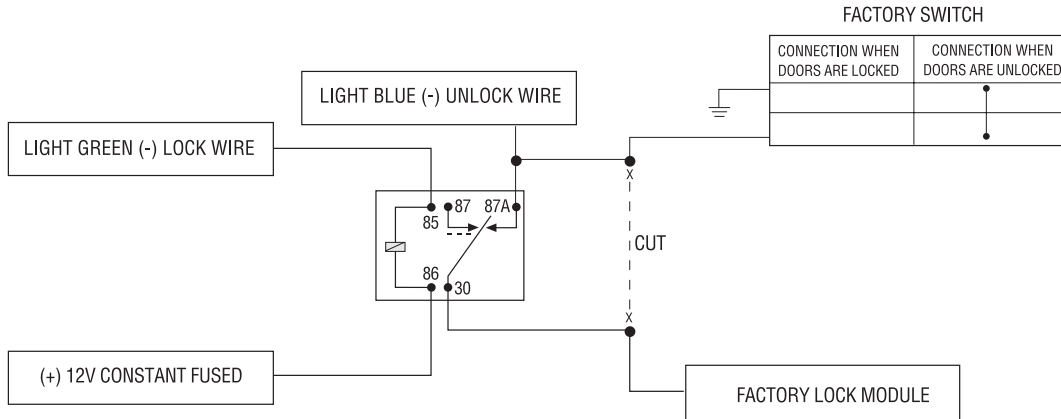 FACTORY SWITCH
CONNECTION WHEN
DOORS ARE LOCKED
CONNECTION WHEN
DOORS ARE UNLOCKED
LIGHT BLUE (-) UNLOCK WIRE
LIGHT GREEN (-) LOCK WIRE
87 87A
85
X
CUT
86
30
X
(+) 12V CONSTANT FUSED
FACTORY LOCK MODULE